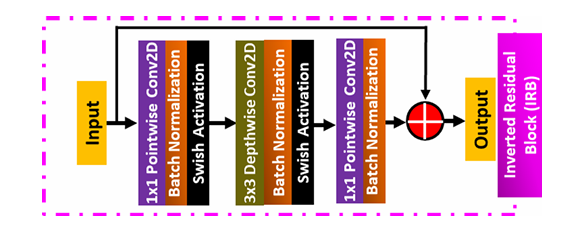 Input
1x1 Pointwise Conv2D
Batch Normalization
Swish Activation
3x3 Depthwise Conv2D
Batch Normalization
Swish Activation
1x1 Pointwise Conv2D
Batch Normalization
Output
Inverted Residual
Block (IRB)